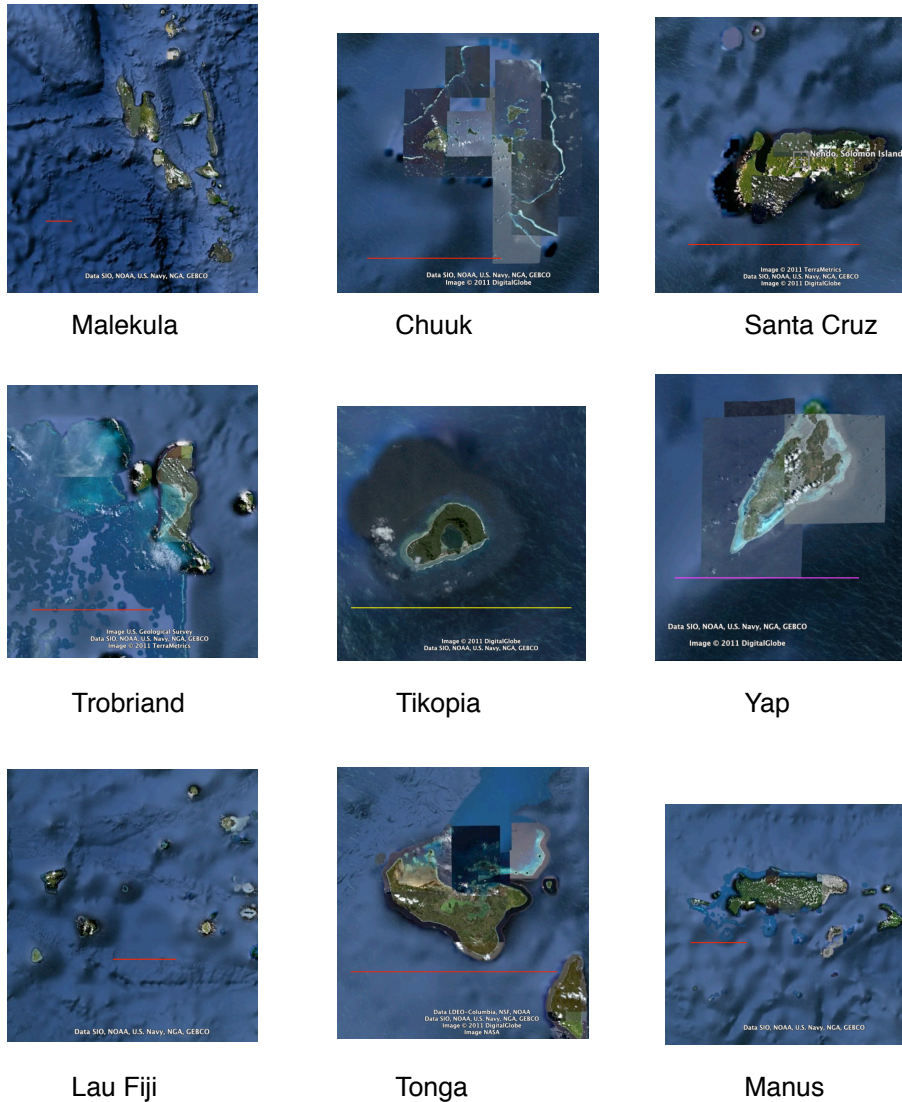 Data SIO, NOAA, U.S. Navy, NGA, GEBCO
Data SIO, NOAA, U.S. Navy, NGA, GEBCO
Image © 2011 DigitalGlobe
Nendo, Solomon Island
Image © 2011 TerraMetrics
Data SIO, NOAA, U.S. Navy, NGA, GEBCO
Image © 2011 DigitalGlobe
Malekula
Chuuk
Santa Cruz
Image U.S. Geological Survey
Data SIO, NOAA, U.S. Navy, NGA, GEBCO
Image © 2011 TerraMetrics
Image © 2011 DigitalGlobe
Data SIO, NOAA, U.S. Navy, NGA, GEBCO
Data SIO, NOAA, U.S. Navy, NGA, GEBCO
Image © 2011 DigitalGlobe
Trobriand
Tikopia
Yap
Data SIO, NOAA, U.S. Navy, NGA, GEBCO
Data LDEO-Columbia, NSF, NOAA
Data SIO, NOAA, U.S. Navy, NGA, GEBCO
Image © 2011 DigitalGlobe
Image NASA
Data SIO, NOAA, U.S. Navy, NGA, GEBCO
Lau Fiji
Tonga
Manus